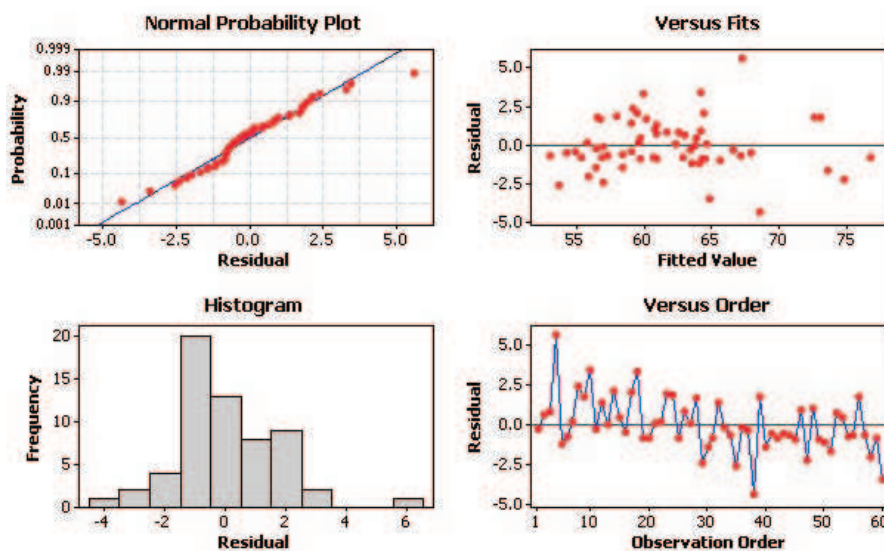 Normal Probability Plot
Probability
0.999
0.99
0.9
0.5
0.1
0.01
0.001
-5.0 -2.5 0.0 2.5 5.0
Residual
Versus Fits
Residual
5.0
2.5
0.0
-2.5
-5.0
55 60 65 70 75
Fitted Value
Histogram
Frequency
20
15
10
5
0
-4 -2 0 2 4 6
Residual
Versus Order
Residual
5.0
2.5
0.0
-2.5
-5.0
1 10 20 30 40 50 60
Observation Order